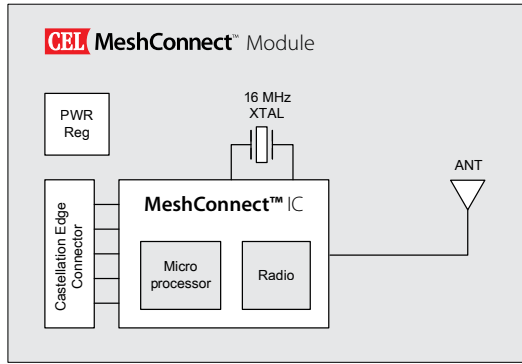 CEL MeshConnect™ Module
16 MHz
XTAL
PWR
Reg
ANT
Castellation Edge
Connector
MeshConnect™ IC
Micro
processor
Radio